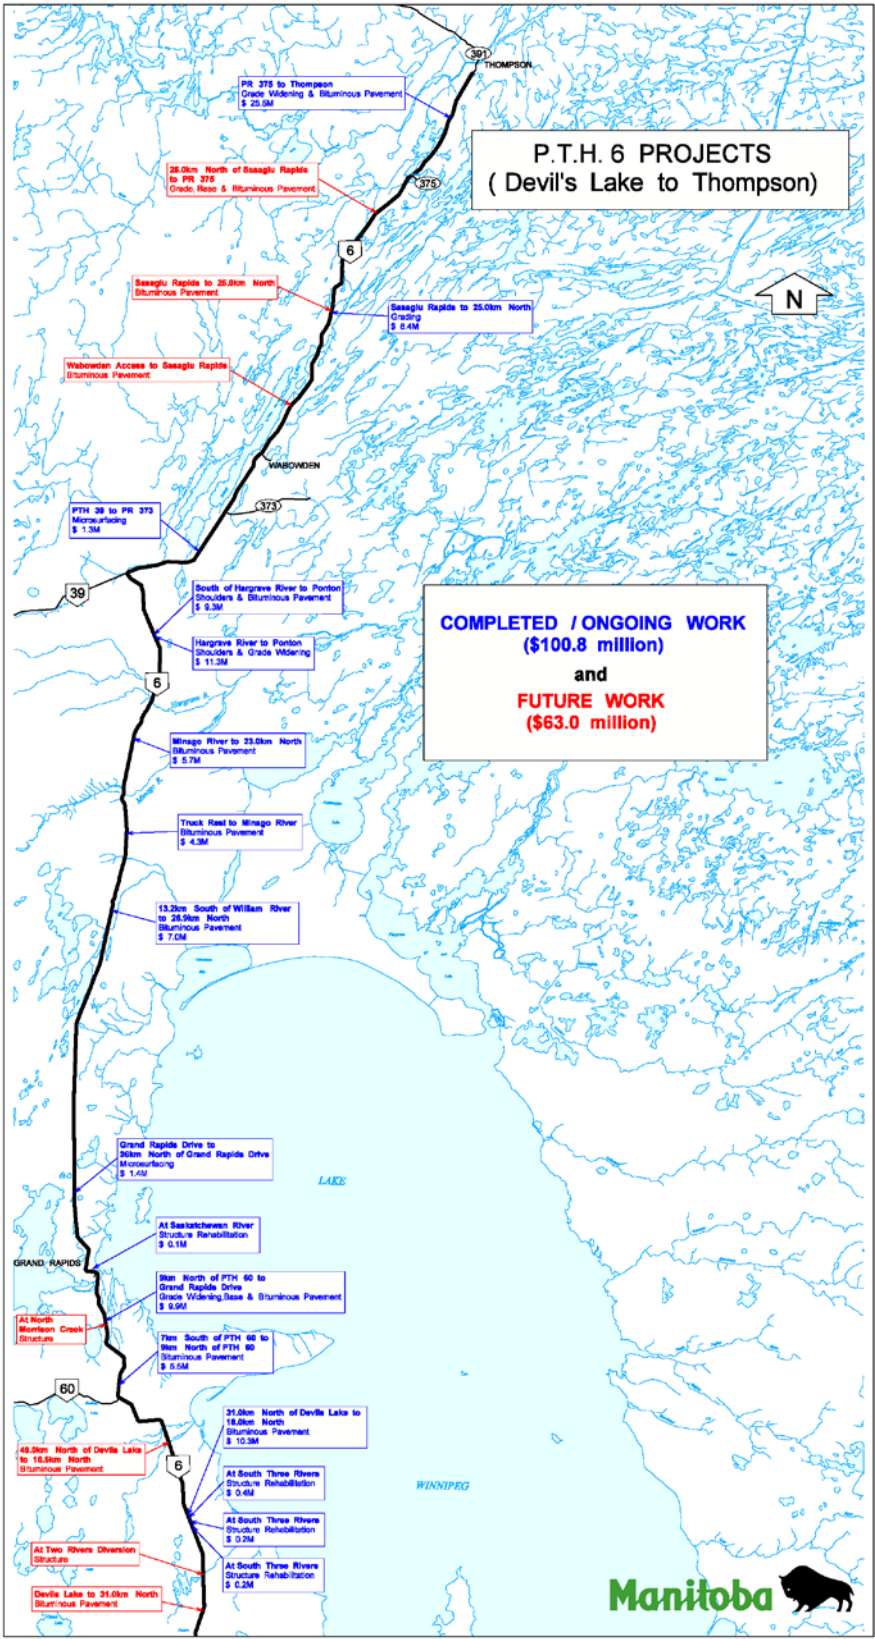 391
THOMPSON
PR 375 to Thompson
Grade Widening & Bituminous Pavement
$ 25.5M
P.T.H. 6 PROJECTS
( Devil's Lake to Thompson)
25.0km North of Sasagiu Rapids
to PR 375
Grade, Base & Bituminous Pavement
375
6
N
Sasagiu Rapids to 25.0km North
Bituminous Pavement
Sasagiu Rapids to 25.0km North
Grading
$ 8.4M
Wabowden Access to Sasagiu Rapids
Bituminous Pavement
WABOWDEN
373
PTH 39 to PR 373
Microsurfacing
$ 1.3M
39
South of Hargrave River to Ponton
Shoulders & Bituminous Pavement
$ 9.3M
Hargrave River to Ponton
Shoulders & Grade Widening
$ 11.3M
COMPLETED / ONGOING WORK
($100.8 million)
and
FUTURE WORK
($63.0 million)
6
Hargrave R.
Minago River to 23.0km North
Bituminous Pavement
$ 5.7M
Minago R.
Truck Rest to Minago River
Bituminous Pavement
$ 4.3M
13.2km South of William River
to 26.9km North
Bituminous Pavement
$ 7.0M
Grand Rapids Drive to
26km North of Grand Rapids Drive
Microsurfacing
$ 1.4M
LAKE
At Saskatchewan River
Structure Rehabilitation
$ 0.1M
GRAND RAPIDS
9km North of PTH 60 to
Grand Rapids Drive
Grade Widening,Base & Bituminous Pavement
$ 9.9M
At North
Morrison Creek
Structure
7km South of PTH 60 to
9km North of PTH 60
Bituminous Pavement
$ 5.5M
60
31.0km North of Devils Lake to
18.0km North
Bituminous Pavement
$ 10.3M
49.0km North of Devils Lake
to 16.5km North
Bituminous Pavement
6
At South Three Rivers
Structure Rehabilitation
$ 0.4M
WINNIPEG
At South Three Rivers
Structure Rehabilitation
$ 0.2M
At Two Rivers Diversion
Structure
At South Three Rivers
Structure Rehabilitation
$ 0.2M
Devils Lake to 31.0km North
Bituminous Pavement
Manitoba